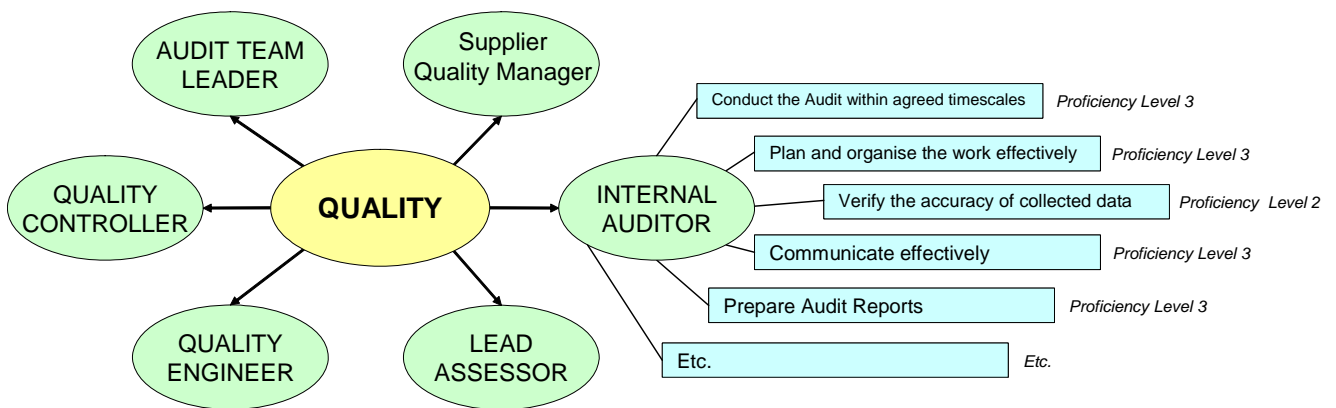 AUDIT TEAM
LEADER
Supplier
Quality Manager
Conduct the Audit within agreed timescales
Proficiency Level 3
Plan and organise the work effectively
Proficiency Level 3
QUALITY
CONTROLLER
QUALITY
INTERNAL
AUDITOR
Verify the accuracy of collected data
Proficiency Level 2
Communicate effectively
Proficiency Level 3
Prepare Audit Reports
Proficiency Level 3
QUALITY
ENGINEER
LEAD
ASSESSOR
Etc.
Etc.